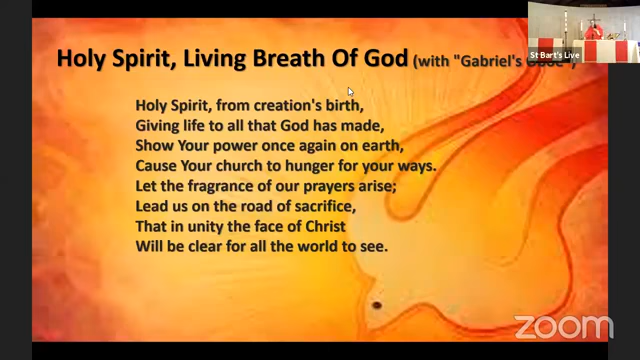 Holy Spirit, Living Breath Of God (with "Gabriel's Oboe")
St Bart's Live
Holy Spirit, from creation's birth,
Giving life to all that God has made,
Show Your power once again on earth,
Cause Your church to hunger for your ways.
Let the fragrance of our prayers arise;
Lead us on the road of sacrifice,
That in unity the face of Christ
Will be clear for all the world to see.
zoom